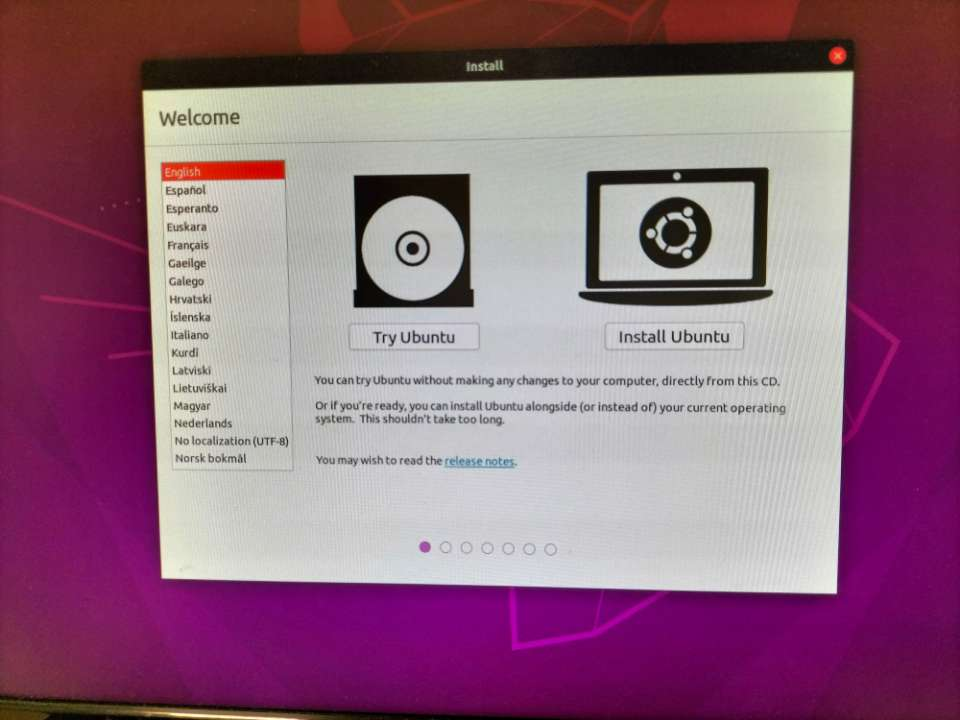 Install
Welcome
English
Español
Esperanto
Euskara
Français
Gaeilge
Galego
Hrvatski
Íslenska
Italiano
Kurdî
Latviski
Lietuviškai
Magyar
Nederlands
No localization (UTF-8)
Norsk bokmål
Try Ubuntu
Install Ubuntu
You can try Ubuntu without making any changes to your computer, directly from this CD.
Or if you're ready, you can install Ubuntu alongside (or instead of) your current operating
system. This shouldn't take too long.
You may wish to read the release notes.